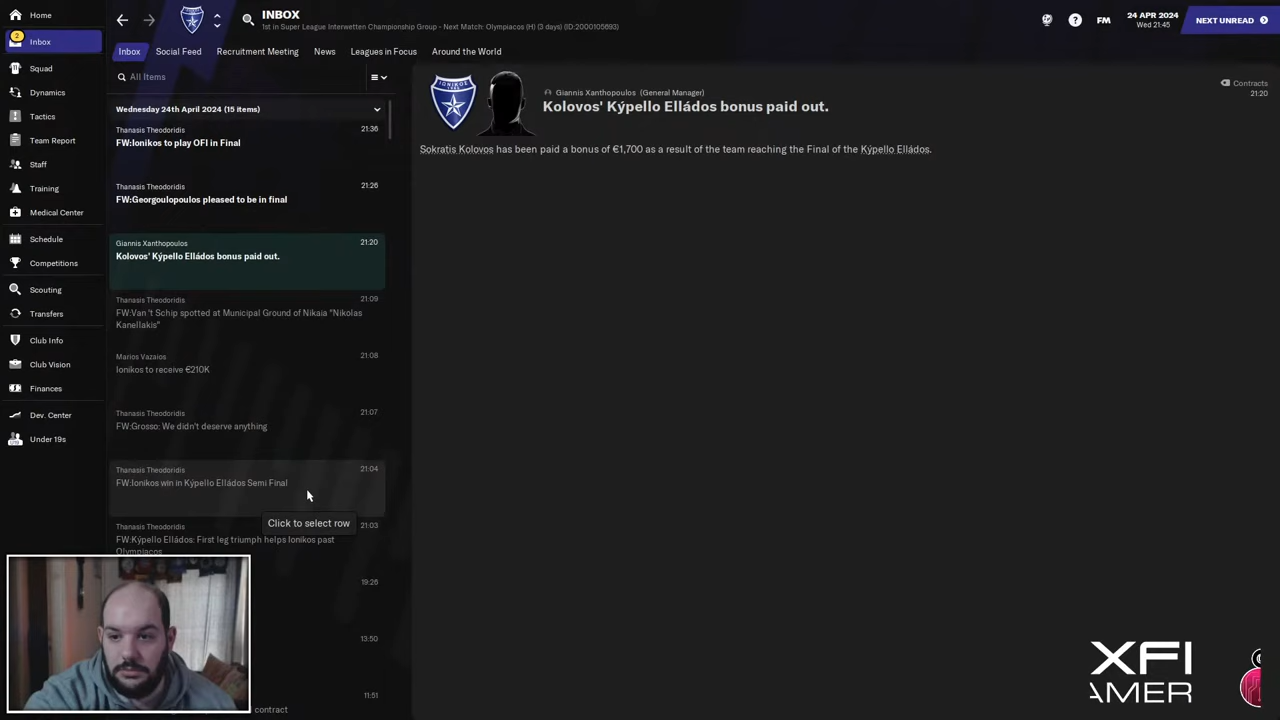 Home
2
Inbox
Squad
Dynamics
Tactics
Team Report
Staff
Training
Medical Center
Schedule
Competitions
Scouting
Transfers
Club Info
Club Vision
Finances
Dev. Center
Under 19s
INBOX
1st in Super League Interwetten Championship Group - Next Match: Olympiacos (H) (3 days) (ID:2000105693)
FM
24 APR 2024
Wed 21:45
NEXT UNREAD
Inbox Social Feed Recruitment Meeting News Leagues in Focus Around the World
All Items
Wednesday 24th April 2024 (15 items)
Thanasis Theodoridis 21:36
FW:Ionikos to play OFI in Final
Thanasis Theodoridis 21:26
FW:Georgoulopoulos pleased to be in final
Giannis Xanthopoulos 21:20
Kolovos' Kýpello Elládos bonus paid out.
Thanasis Theodoridis 21:09
FW:Van 't Schip spotted at Municipal Ground of Nikaia "Nikolas
Kanellakis"
Marios Vazaios 21:08
Ionikos to receive €210K
Thanasis Theodoridis 21:07
FW:Grosso: We didn't deserve anything
Thanasis Theodoridis 21:04
FW:Ionikos win in Kýpello Elládos Semi Final
Click to select row
Thanasis Theodoridis 21:03
FW:Kýpello Elládos: First leg triumph helps Ionikos past
Olympiacos
19:26
13:50
11:51
contract
IONIKOS
Giannis Xanthopoulos (General Manager)
Kolovos' Kýpello Elládos bonus paid out.
Contracts
21:20
Sokratis Kolovos has been paid a bonus of €1,700 as a result of the team reaching the Final of the Kýpello Elládos.
XFI
AMER